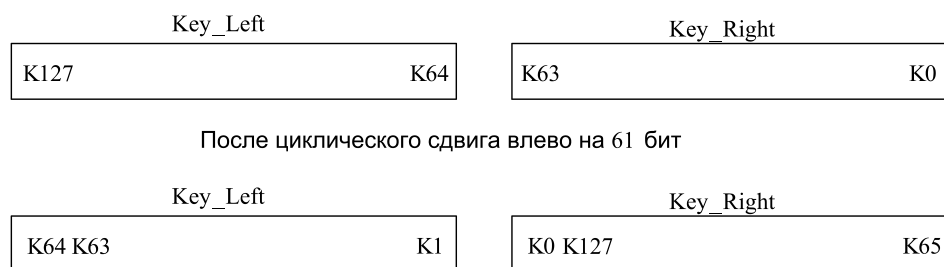 Key_Left Key_Right
K127 K64 K63 K0
После циклического сдвига влево на 61 бит
Key_Left Key_Right
K64 K63 K1 K0 K127 K65